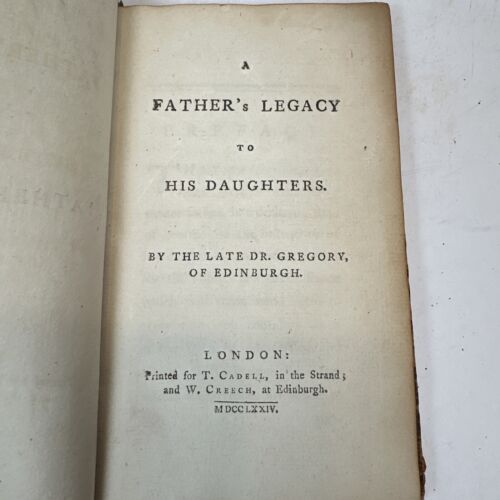 A
FATHER's LEGACY
TO
HIS DAUGHTERS.
BY THE LATE DR. GREGORY,
OF EDINBURGH.
LONDON:
Printed for T. CADELL, in the Strand;
and W. CREECH, at Edinburgh.
MDCCLXXIV.